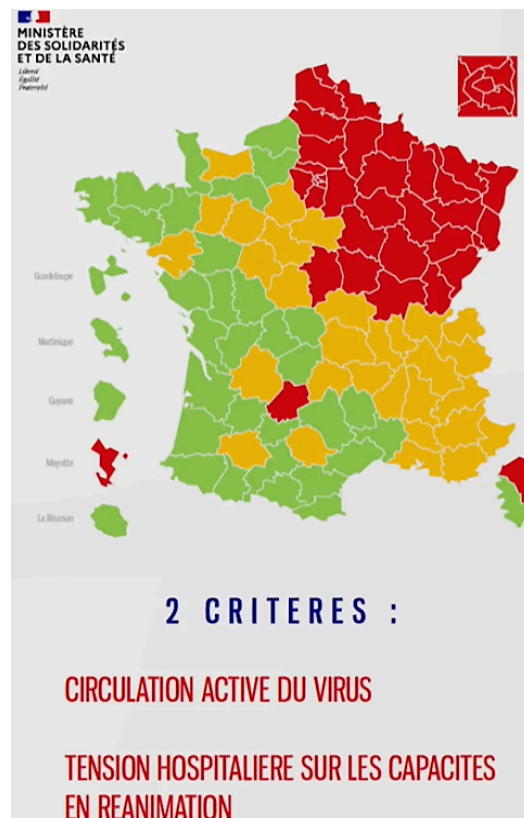 MINISTÈRE
DES SOLIDARITÉS
ET DE LA SANTÉ
Liberté
Égalité
Fraternité
Guadeloupe
Martinique
Guyane
Mayotte
La Réunion
2 CRITERES :
CIRCULATION ACTIVE DU VIRUS
TENSION HOSPITALIERE SUR LES CAPACITES
EN REANIMATION